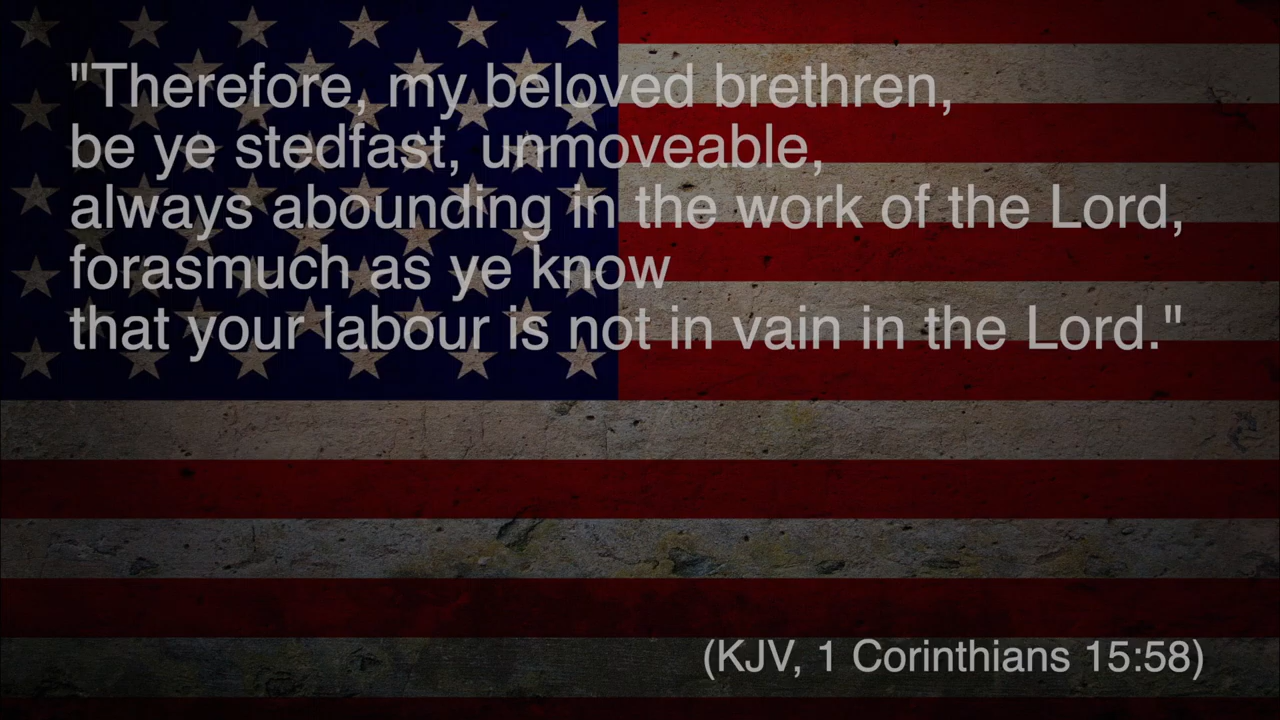 "Therefore, my beloved brethren,
be ye stedfast, unmoveable,
always abounding in the work of the Lord,
forasmuch as ye know
that your labour is not in vain in the Lord."
(KJV, 1 Corinthians 15:58)